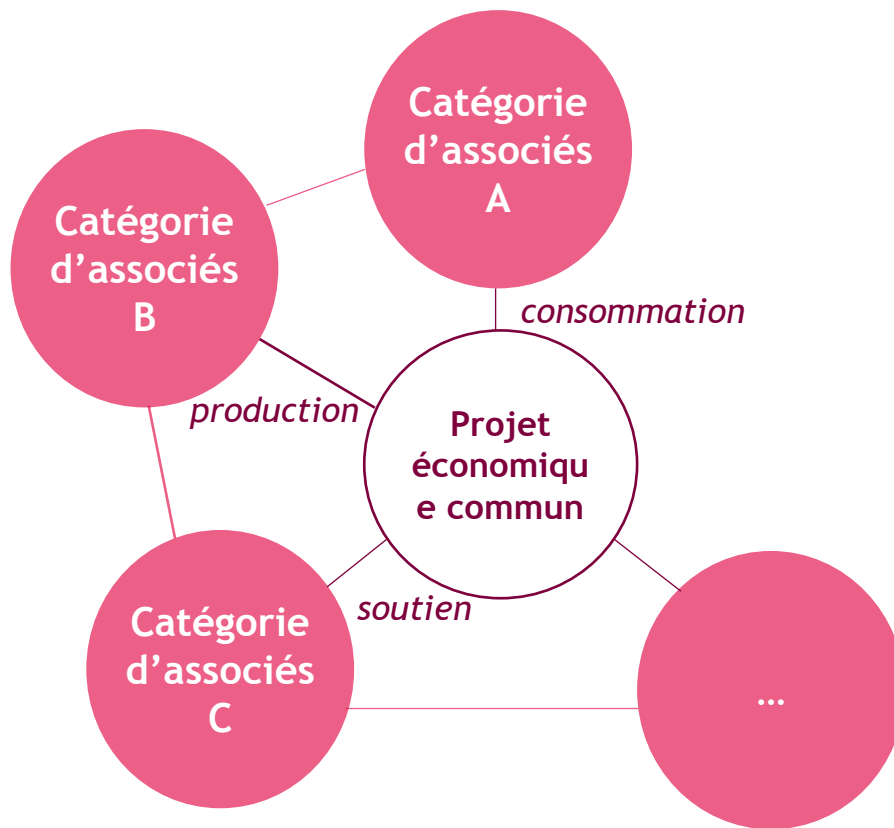 Catégorie
d’associés
A
Catégorie
d’associés
B
consommation
production
Projet
économiqu
e commun
soutien
Catégorie
d’associés
C
…